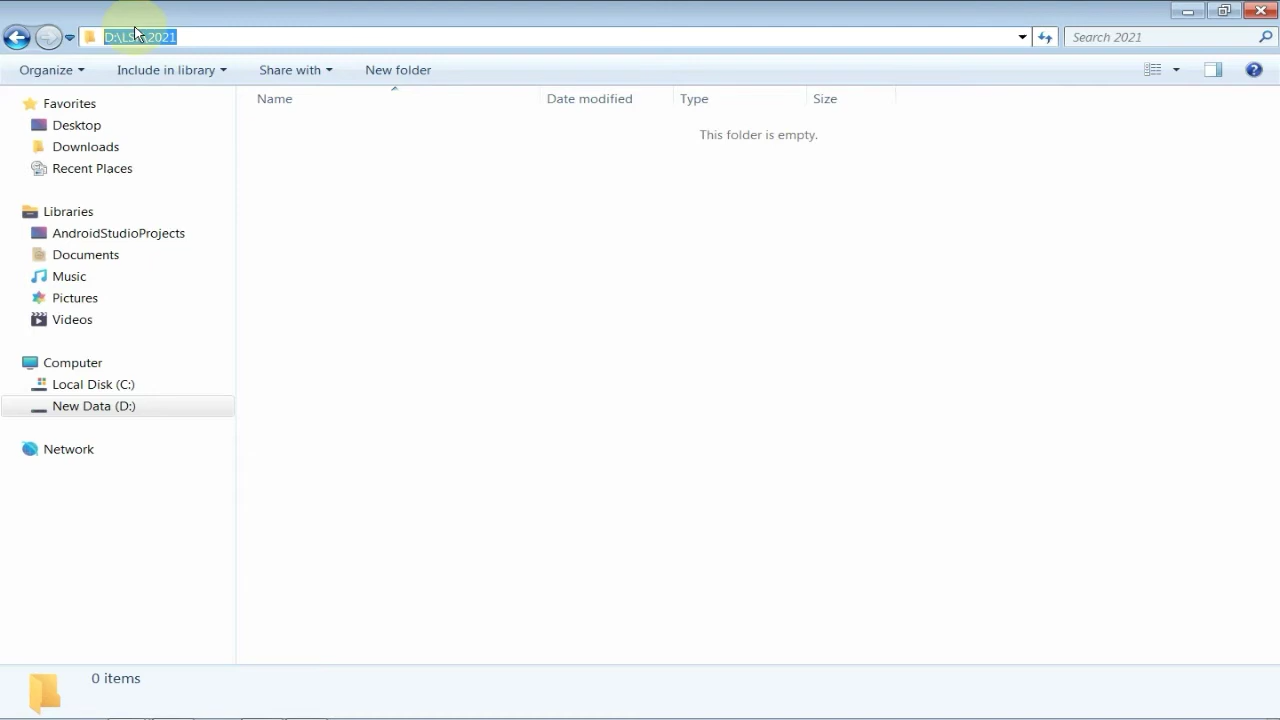 2021
Search 2021
Organize
Include in library
Share with
New folder
Name
Date modified
Type
Size
This folder is empty.
Favorites
Desktop
Downloads
Recent Places
Libraries
AndroidStudioProjects
Documents
Music
Pictures
Videos
Computer
Local Disk (C:)
New Data (D:)
Network
0 items